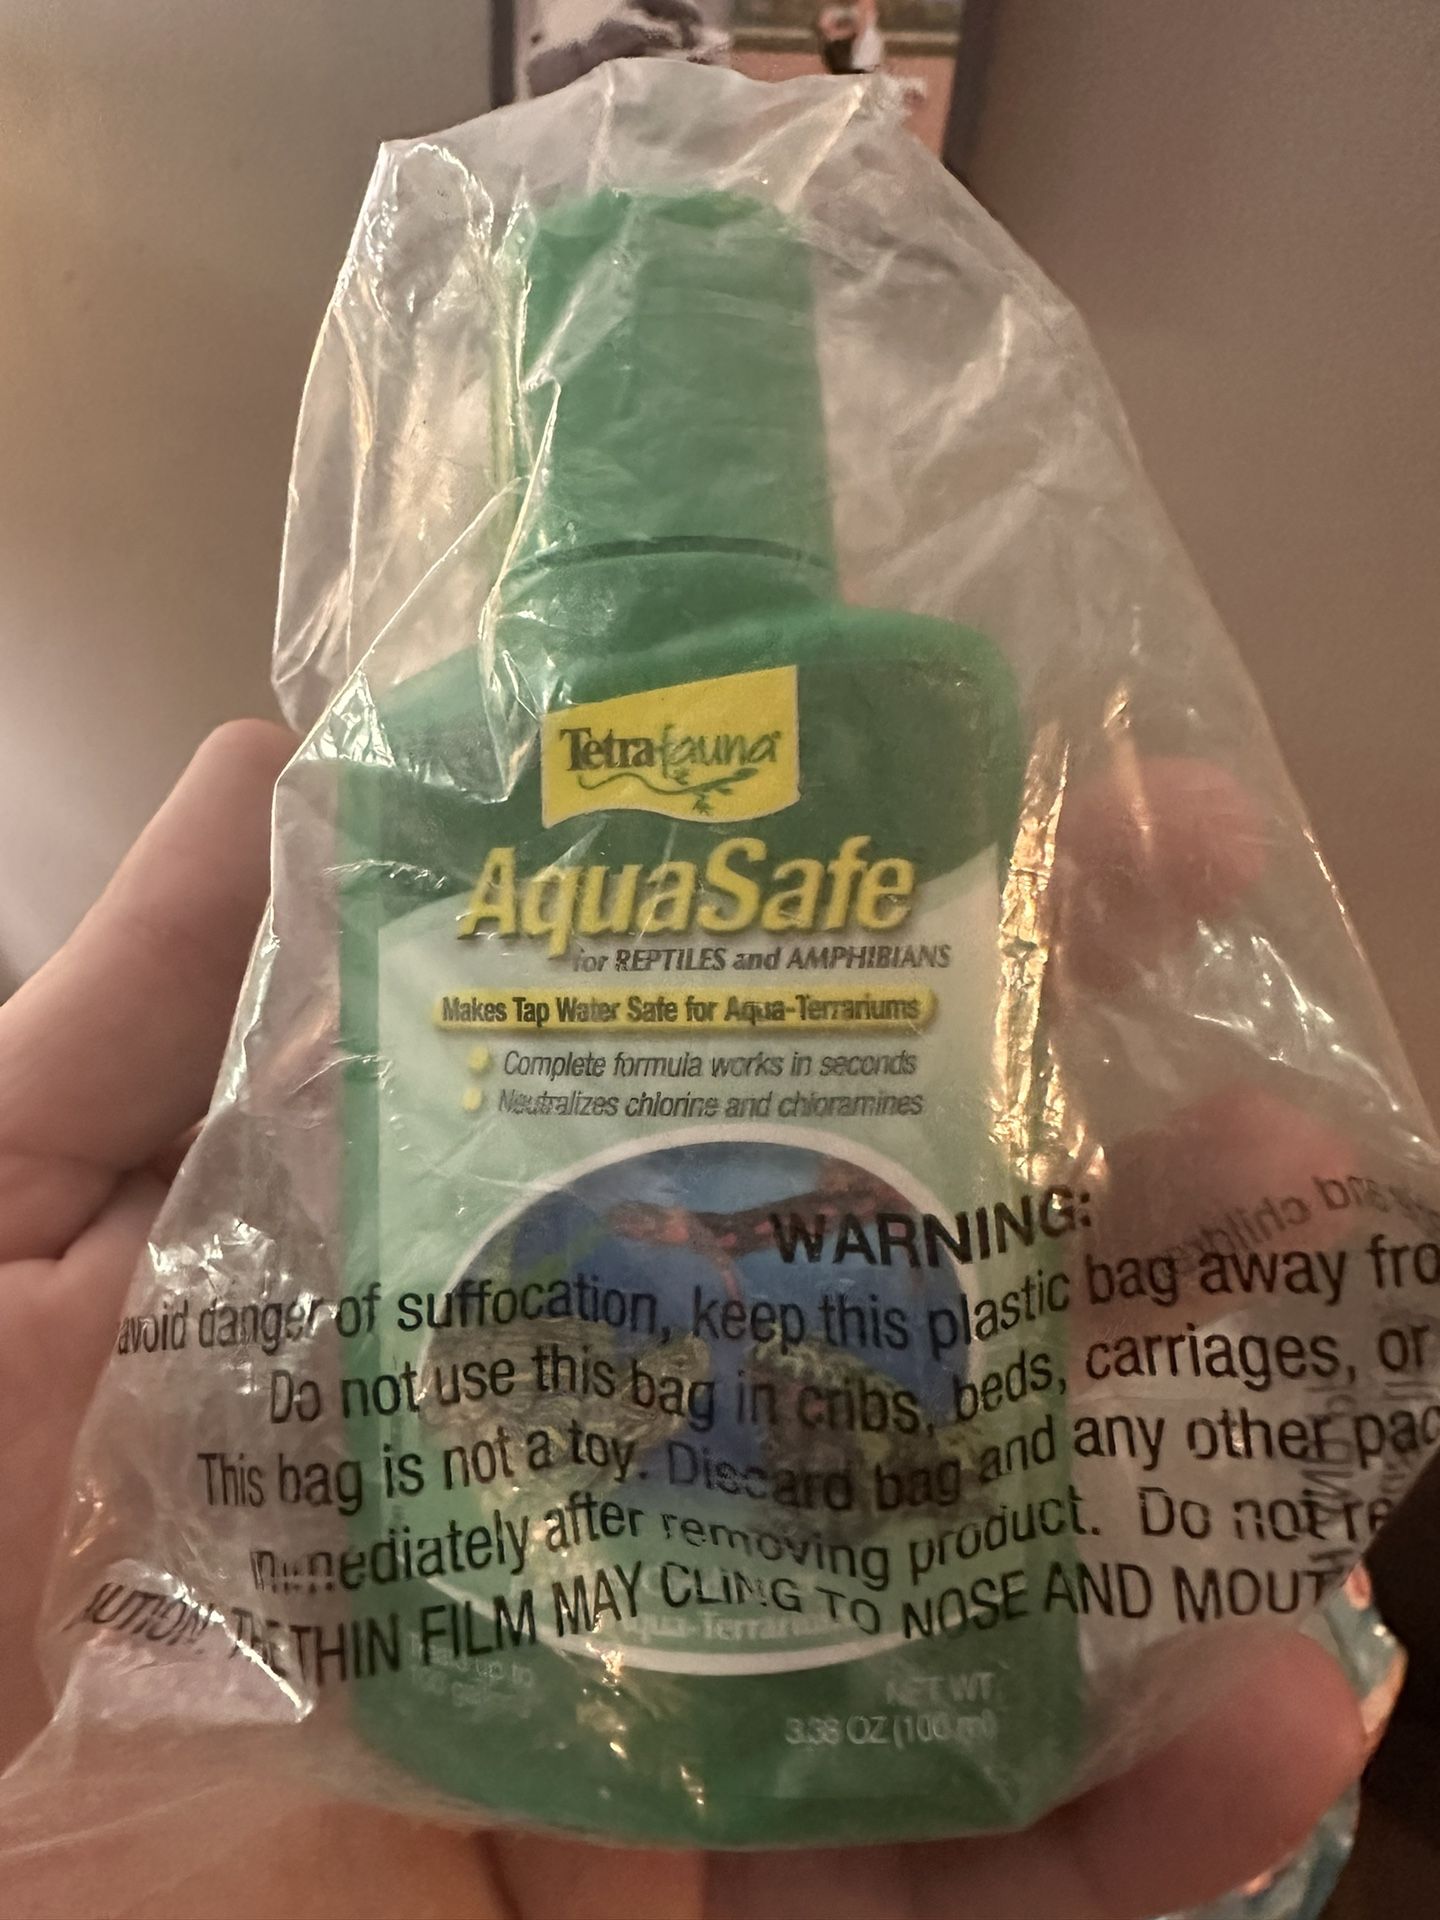 Tetrafauna
AquaSafe
for REPTILES and AMPHIBIANS
Makes Tap Water Safe for Aqua-Terrariums
Complete formula works in seconds
Neutralizes chlorine and chloramines
WARNING:
avoid danger of suffocation, keep this plastic bag away fro
Do not use this bag in cribs, beds, carriages, or
This bag is not a toy. Discard bag and any other pac
immediately after removing product. Do not re
THIN FILM MAY CLING TO NOSE AND MOUT
NET WT
3.38 OZ (100 ml)